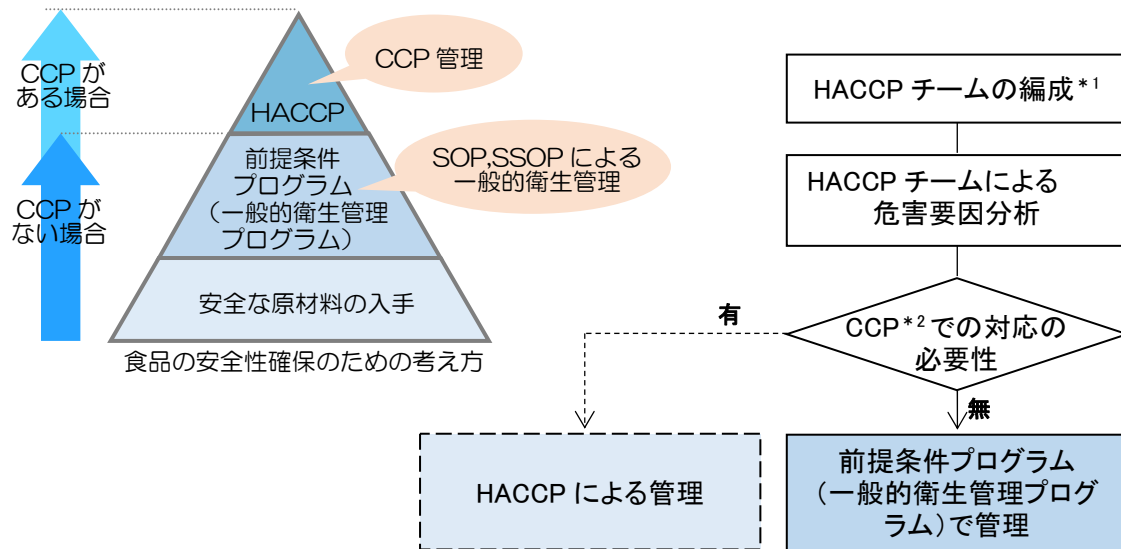 CCP が
ある場合
CCP が
ない場合
CCP 管理
HACCP
前提条件
プログラム
（一般的衛生管理
プログラム）
SOP,SSOP による
一般的衛生管理
安全な原材料の入手
食品の安全性確保のための考え方
HACCP チームの編成*1
HACCP チームによる
危害要因分析
CCP*2 での対応の
必要性
有
無
HACCP による管理
前提条件プログラム
（一般的衛生管理プログ
ラム）で管理